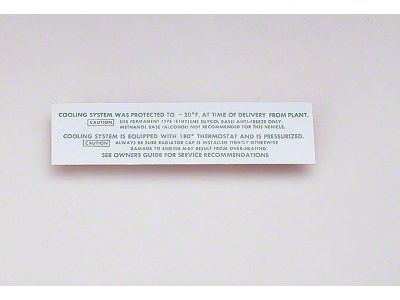 COOLING SYSTEM WAS PROTECTED TO -20°F, AT TIME OF DELIVERY FROM PLANT.
CAUTION USE PERMANENT TYPE (ETHYLENE GLYCOL BASE) ANTI-FREEZE ONLY.
METHANOL BASE (ALCOHOL) NOT RECOMMENDED FOR THIS VEHICLE.
COOLING SYSTEM IS EQUIPPED WITH 180° THERMOSTAT AND IS PRESSURIZED.
CAUTION ALWAYS BE SURE RADIATOR CAP IS INSTALLED TIGHTLY OTHERWISE
DAMAGE TO ENGINE MAY RESULT FROM OVER-HEATING.
SEE OWNERS GUIDE FOR SERVICE RECOMMENDATIONS